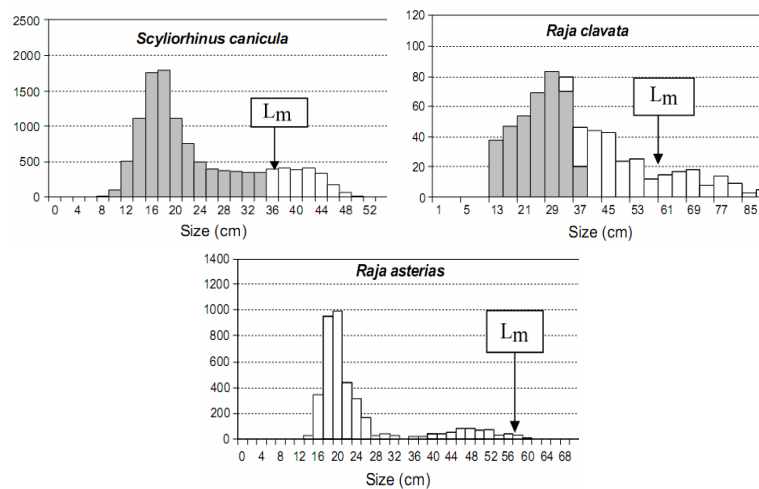 Scyliorhinus canicula
2500
2000
1500
1000
500
0
Lm
0 4 8 12 16 20 24 28 32 36 40 44 48 52
Size (cm)
Raja clavata
120
100
80
60
40
20
0
Lm
1 5 13 21 29 37 45 53 61 69 77 85
Size (cm)
Raja asterias
1400
1200
1000
800
600
400
200
0
Lm
0 4 8 12 16 20 24 28 32 36 40 44 48 52 56 60 64 68
Size (cm)